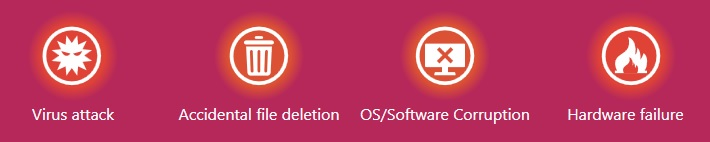 Virus attack
Accidental file deletion
OS/Software Corruption
Hardware failure